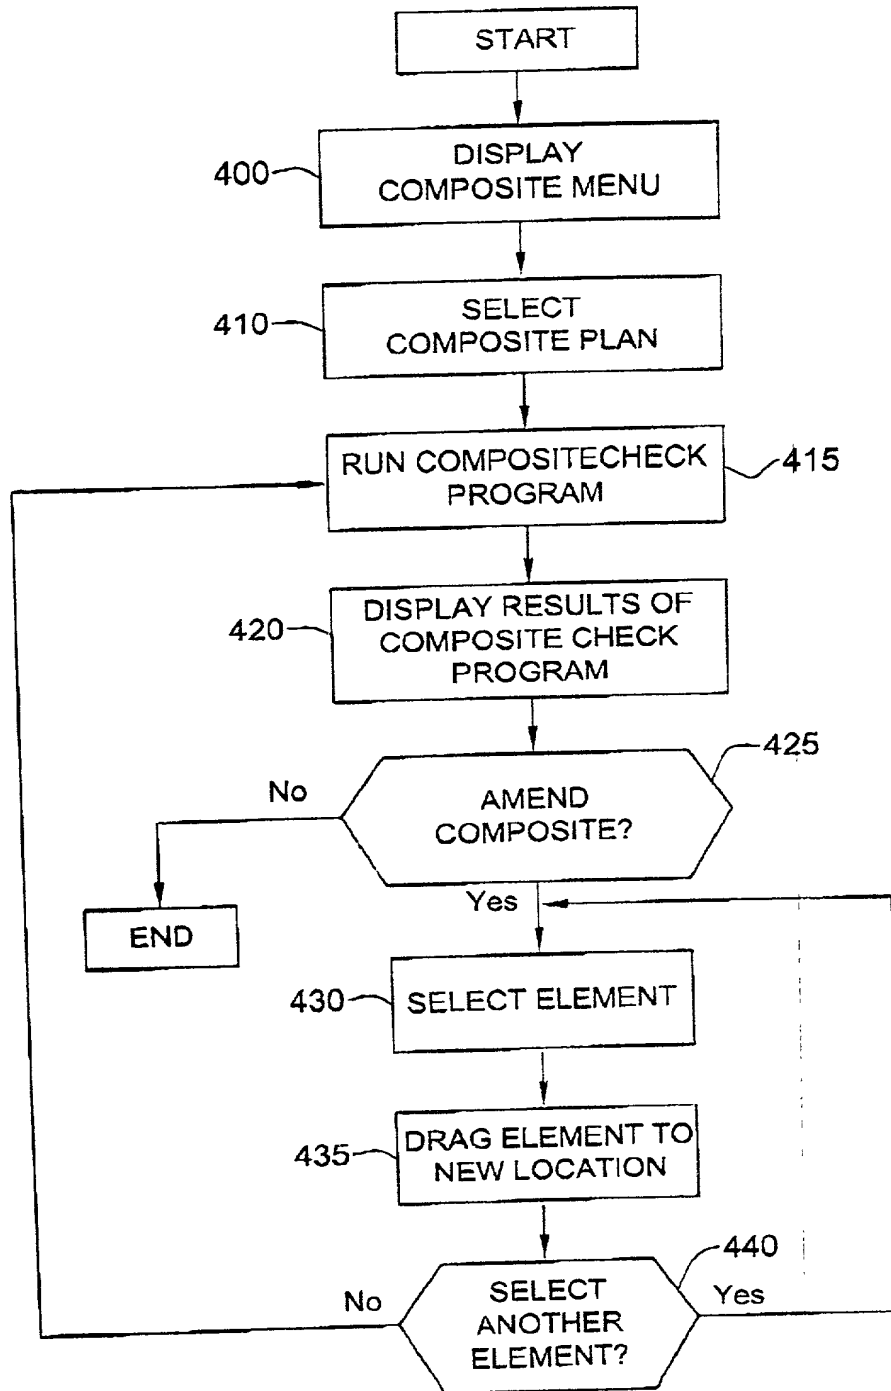 START
400
DISPLAY
COMPOSITE MENU
410
SELECT
COMPOSITE PLAN
RUN COMPOSITECHECK
PROGRAM
415
420
DISPLAY RESULTS OF
COMPOSITE CHECK
PROGRAM
425
No
AMEND
COMPOSITE?
Yes
END
430
SELECT ELEMENT
435
DRAG ELEMENT TO
NEW LOCATION
440
No
SELECT
ANOTHER
ELEMENT?
Yes